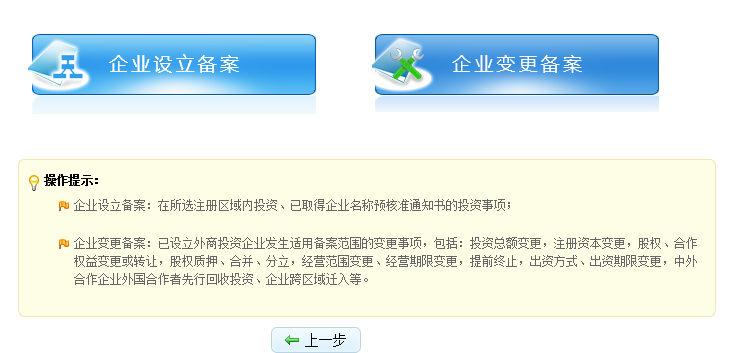 企业设立备案
企业变更备案
操作提示：
企业设立备案：在所选注册区域内投资、已取得企业名称预核准通知书的投资事项；
企业变更备案：已设立外商投资企业发生适用备案范围的变更事项，包括：投资总额变更，注册资本变更，股权、合作
权益变更或转让，股权质押、合并、分立，经营范围变更、经营期限变更，提前终止，出资方式、出资期限变更，中外
合作企业外国合作者先行回收投资、企业跨区域迁入等。
上一步